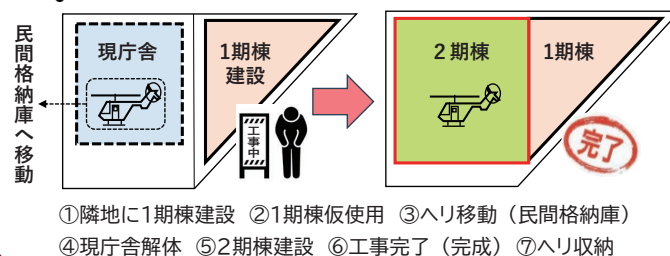 民間格納庫へ移動
現庁舎
1期棟
建設
工事中
2期棟
1期棟
完了
①隣地に1期棟建設 ②1期棟仮使用 ③ヘリ移動（民間格納庫）
④現庁舎解体 ⑤2期棟建設 ⑥工事完了（完成） ⑦ヘリ収納